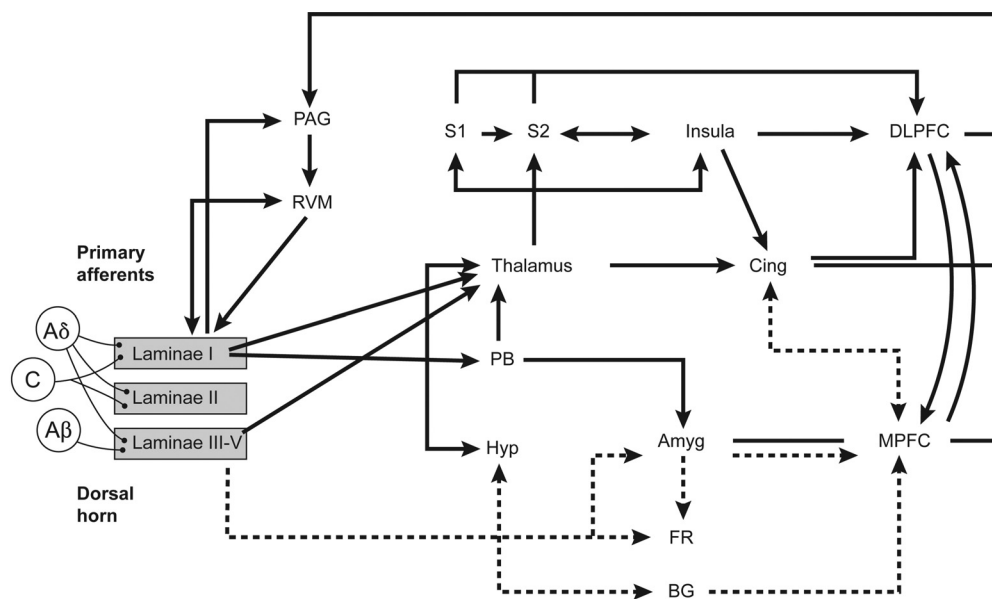 PAG
S1
S2
Insula
DLPFC
RVM
Primary
afferents
Thalamus
Cing
Aδ
Laminae I
PB
C
Laminae II
Aβ
Laminae III-V
Hyp
Amyg
MPFC
Dorsal
horn
FR
BG